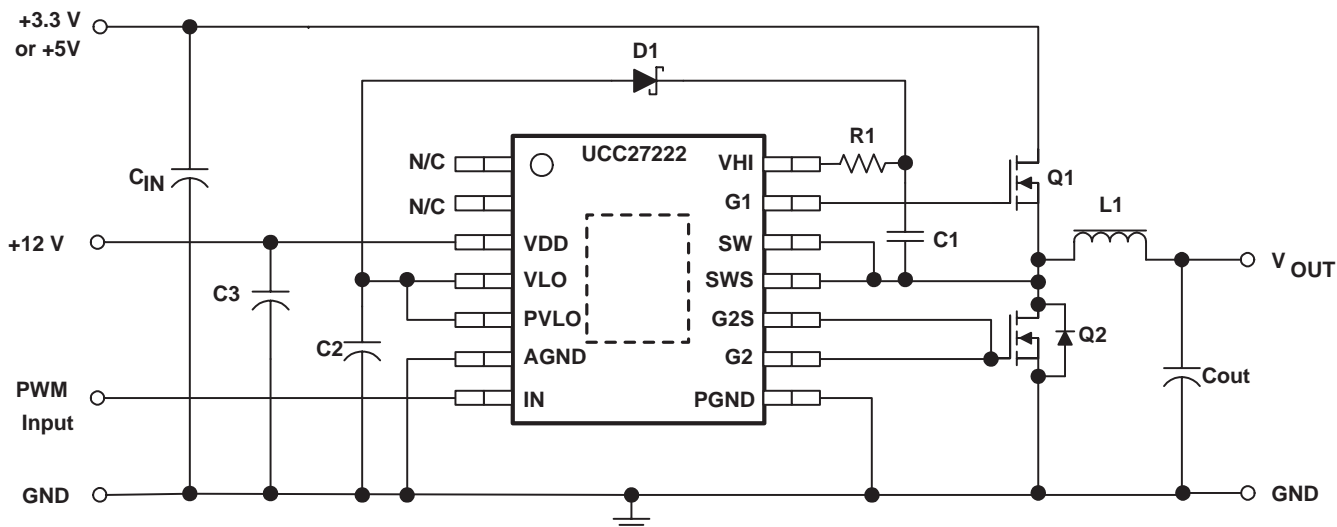 +3.3 V
or +5V
D1
UCC27222
R1
N/C
VHI
C_IN
Q1
N/C
G1
L1
+12 V
VDD
SW
C1
V_OUT
VLO
SWS
C3
PVLO
G2S
C2
Q2
AGND
G2
Cout
PWM
Input
IN
PGND
GND
GND